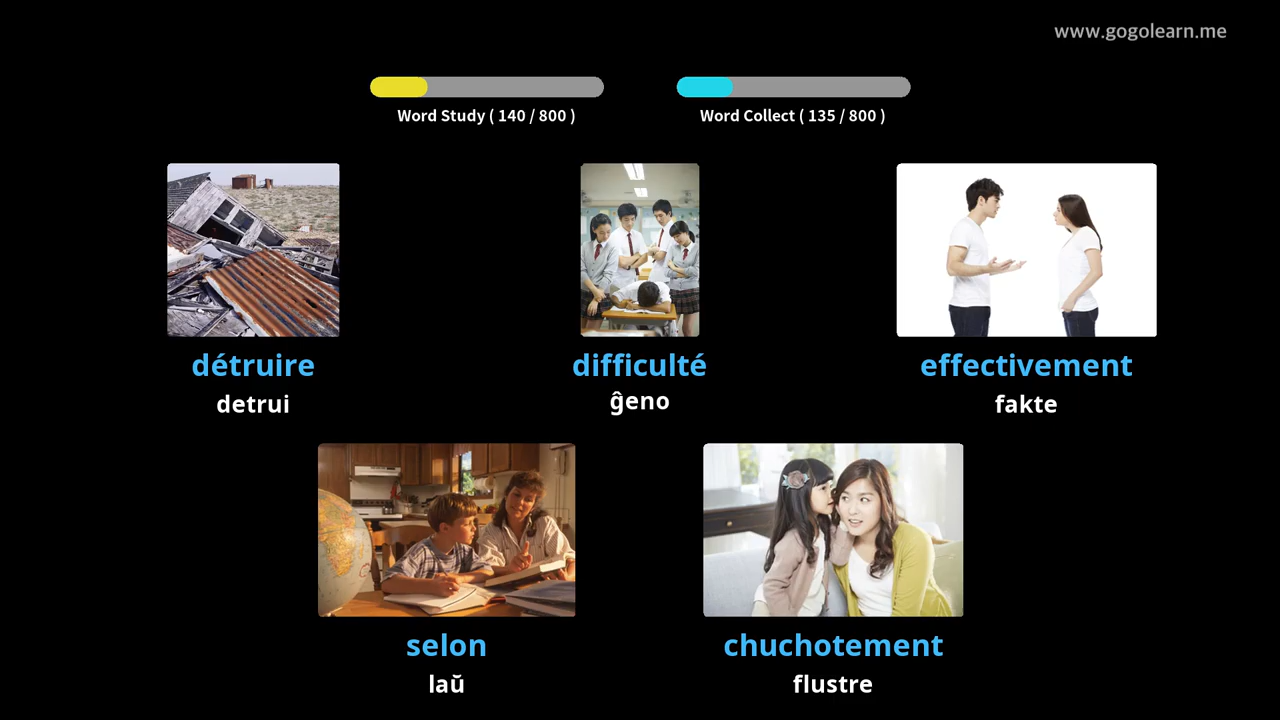 www.gogolearn.me
Word Study ( 140 / 800 )
Word Collect ( 135 / 800 )
détruire
detrui
difficulté
ĝeno
effectivement
fakte
selon
laŭ
chuchotement
flustre